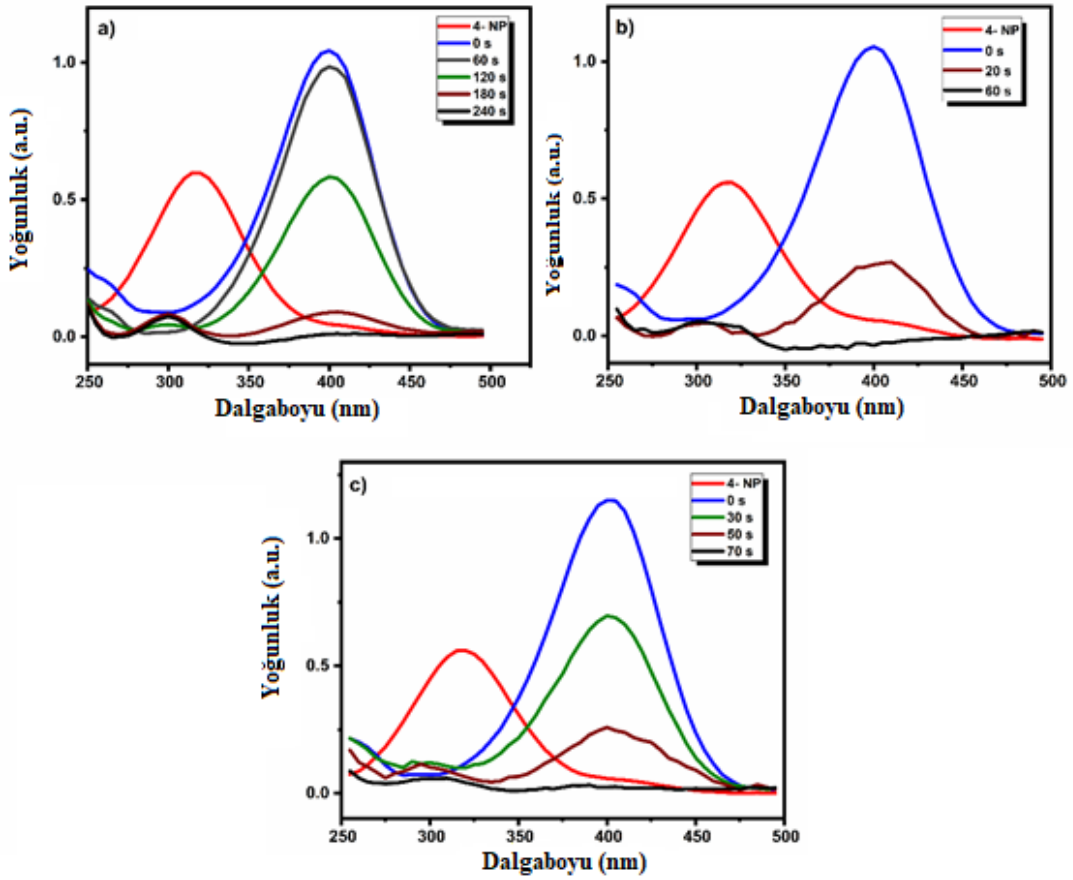 a)
4- NP
0 s
60 s
120 s
180 s
240 s
1.0
0.5
0.0
250 300 350 400 450 500
Yoğunluk (a.u.)
Dalgaboyu (nm)
b)
4- NP
0 s
20 s
60 s
1.0
0.5
0.0
250 300 350 400 450 500
Yoğunluk (a.u.)
Dalgaboyu (nm)
c)
4- NP
0 s
30 s
50 s
70 s
1.0
0.5
0.0
250 300 350 400 450 500
Yoğunluk (a.u.)
Dalgaboyu (nm)